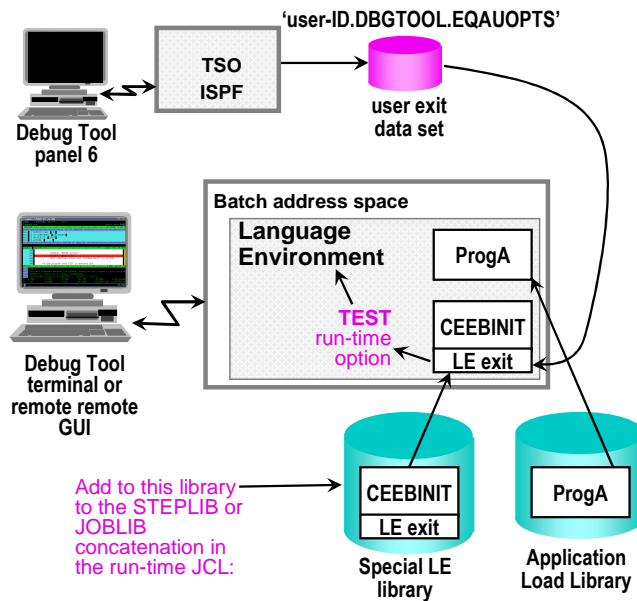 ‘user-ID.DBGTOOL.EQAUOPTS’
TSO
ISPF
user exit
data set
Debug Tool
panel 6
Batch address space
Language
Environment
ProgA
TEST
run-time
option
CEEBINIT
LE exit
Debug Tool
terminal or
remote remote
GUI
Add to this library
to the STEPLIB or
JOBLIB
concatenation in
the run-time JCL:
CEEBINIT
LE exit
Special LE
library
ProgA
Application
Load Library